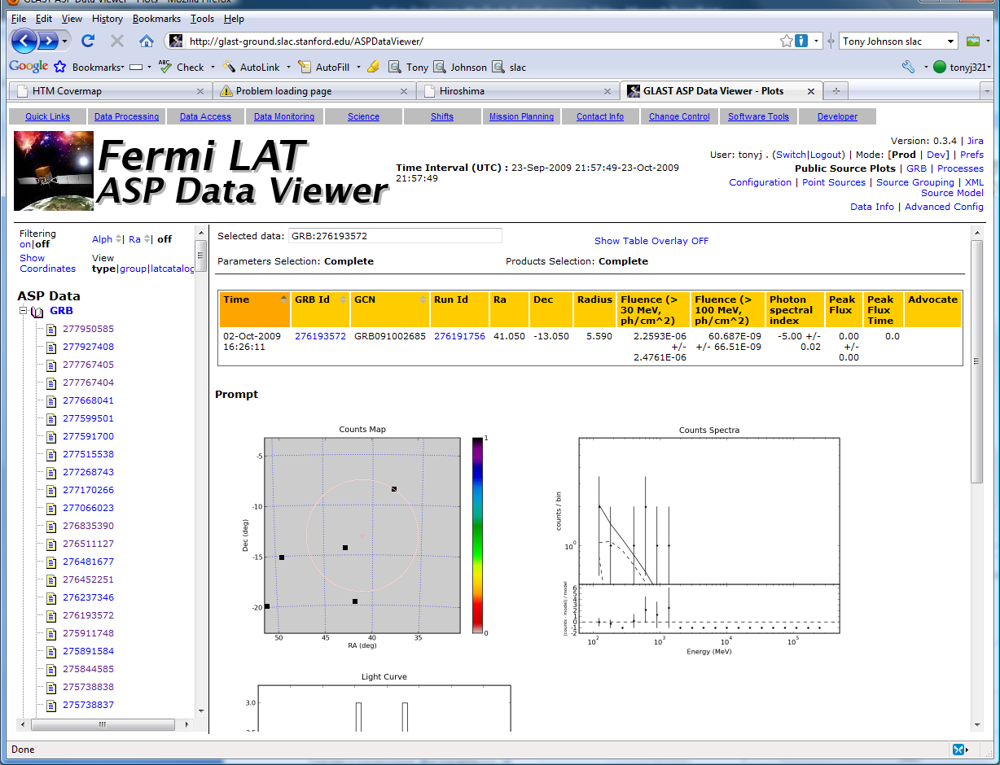 GLAST ASP Data Viewer - Plots - Mozilla Firefox
File Edit View History Bookmarks Tools Help
http://glast-ground.slac.stanford.edu/ASPDataViewer/
Tony Johnson slac
Google Bookmarks ABC Check AutoLink AutoFill Tony Johnson slac tonyj321
HTM Covermap Problem loading page Hiroshima GLAST ASP Data Viewer - Plots
Quick Links Data Processing Data Access Data Monitoring Science Shifts Mission Planning Contact Info Change Control Software Tools Developer
Fermi LAT
ASP Data Viewer
Time Interval (UTC) : 23-Sep-2009 21:57:49-23-Oct-2009
21:57:49
Version: 0.3.4 | Jira
User: tonyj . (Switch|Logout) | Mode: [Prod | Dev] | Prefs
Public Source Plots | GRB | Processes
Configuration | Point Sources | Source Grouping | XML
Source Model
Data Info | Advanced Config
Filtering
on|off
Alph | Ra | off
Show
Coordinates
View
type|group|latcatalog
ASP Data
GRB
277950585
277927408
277767405
277767404
277668041
277599501
277591700
277515538
277268743
277170266
277066023
276835390
276511127
276481677
276452251
276237346
276193572
275911748
275891584
275844585
275738838
275738837
Selected data: GRB:276193572
Show Table Overlay OFF
Parameters Selection: Complete
Products Selection: Complete
Time GRB Id GCN Run Id Ra Dec Radius Fluence (> Fluence (> Photon Peak Peak Advocate
30 MeV, 100 MeV, spectral Flux Flux
ph/cm^2) ph/cm^2) index Time
02-Oct-2009 276193572 GRB091002685 276191756 41.050 -13.050 5.590 2.2593E-06 60.687E-09 -5.00 +/- 0.00 0.0
16:26:11 +/- +/- 66.51E-09 0.02 +/-
2.4761E-06 0.00
Prompt
Counts Map
-5
-10
-15
-20
Dec (deg)
50 45 40 35
RA (deg)
1
0
Counts Spectra
counts / bin
10^0
(counts - model) / model
6
5
4
3
2
1
0
-1
-2
10^2 10^3 10^4 10^5
Energy (MeV)
Light Curve
3.0
Done